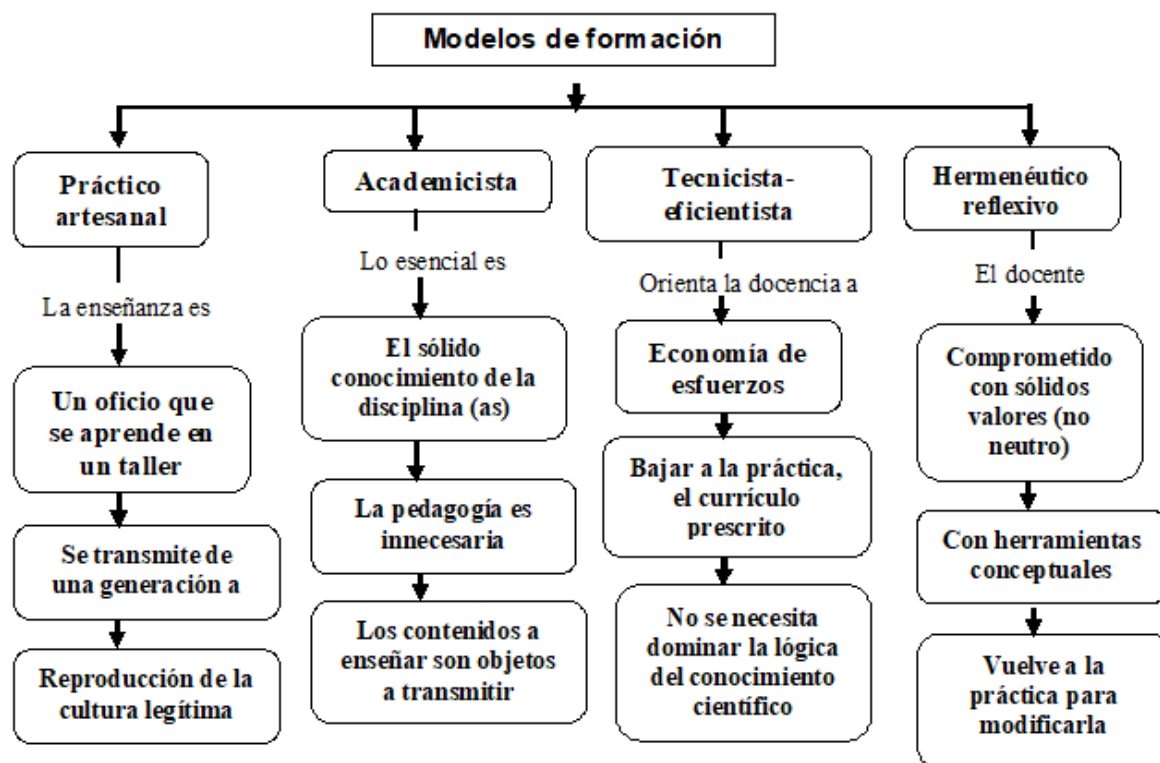 Modelos de formación
Práctico
artesanal
La enseñanza es
Un oficio que
se aprende en
un taller
Se transmite de
una generación a
Reproducción de la
cultura legítima
Academicista
Lo esencial es
El sólido
conocimiento de la
disciplina (as)
La pedagogía es
innecesaria
Los contenidos a
enseñar son objetos
a transmitir
Tecnicista-
eficientista
Orienta la docencia a
Economía de
esfuerzos
Bajar a la práctica,
el currículo
prescrito
No se necesita
dominar la lógica
del conocimiento
científico
Hermenéutico
reflexivo
El docente
Comprometido
con sólidos
valores (no
neutro)
Con herramientas
conceptuales
Vuelve a la
práctica para
modificarla